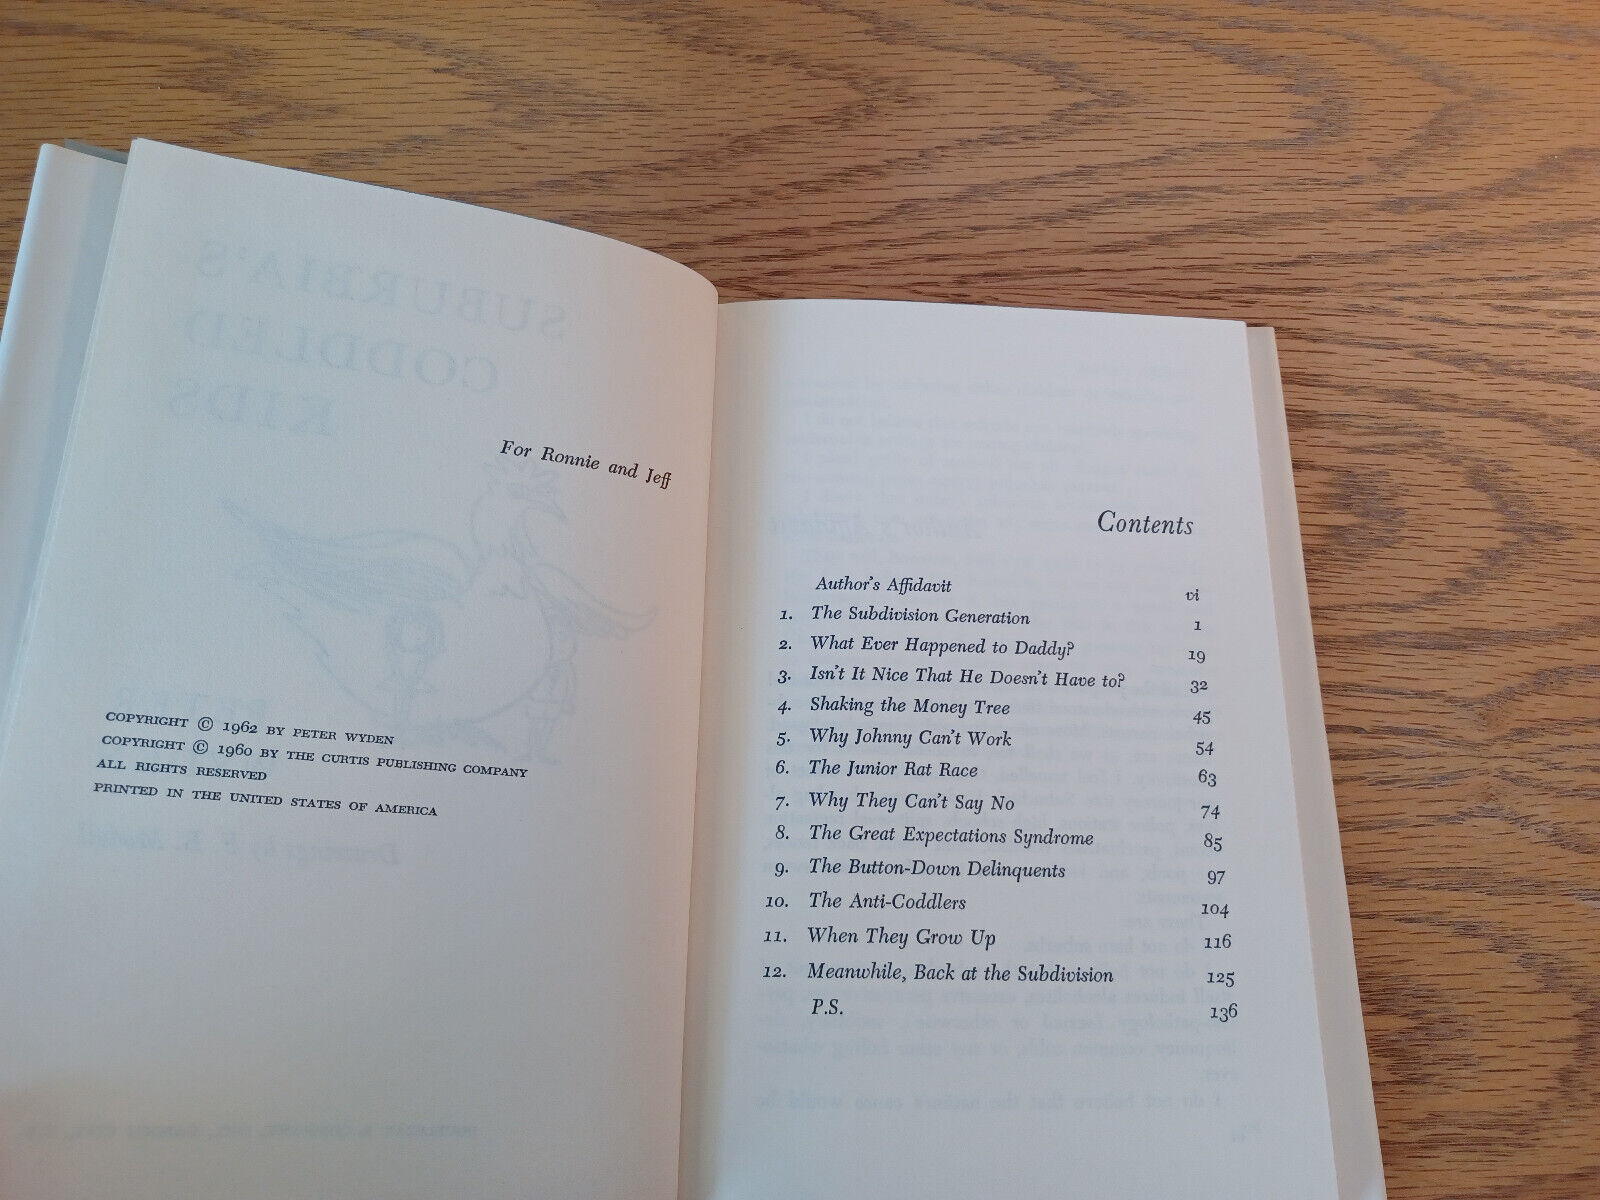 SUBURBIA'S
CODDLED
KIDS
For Ronnie and Jeff
COPYRIGHT © 1962 BY PETER WYDEN
COPYRIGHT © 1960 BY THE CURTIS PUBLISHING COMPANY
ALL RIGHTS RESERVED
PRINTED IN THE UNITED STATES OF AMERICA
Contents
Author's Affidavit vi
1. The Subdivision Generation 1
2. What Ever Happened to Daddy? 19
3. Isn't It Nice That He Doesn't Have to? 32
4. Shaking the Money Tree 45
5. Why Johnny Can't Work 54
6. The Junior Rat Race 63
7. Why They Can't Say No 74
8. The Great Expectations Syndrome 85
9. The Button-Down Delinquents 97
10. The Anti-Coddlers 104
11. When They Grow Up 116
12. Meanwhile, Back at the Subdivision 125
P.S. 136